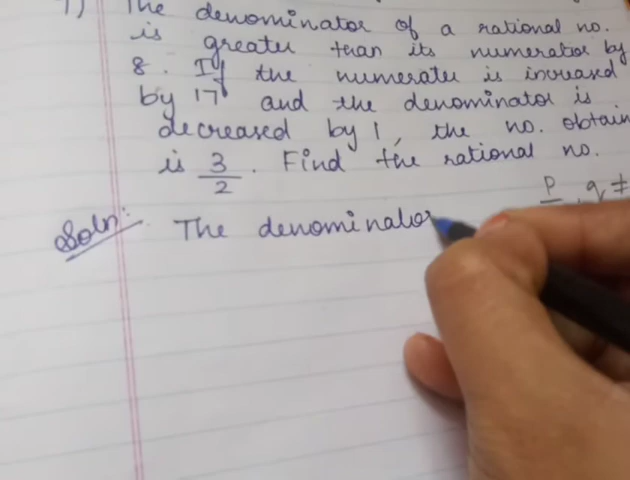 7) The denominator of a rational no.
is greater than its numerator by
8. If the numerator is increased
by 17 and the denominator is
decreased by 1, the no. obtain
is 3/2. Find the rational no.
p , q ≠
Soln: The denominator